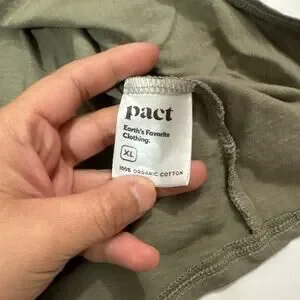 pact
Earth's Favorite
Clothing.
XL
100% ORGANIC COTTON